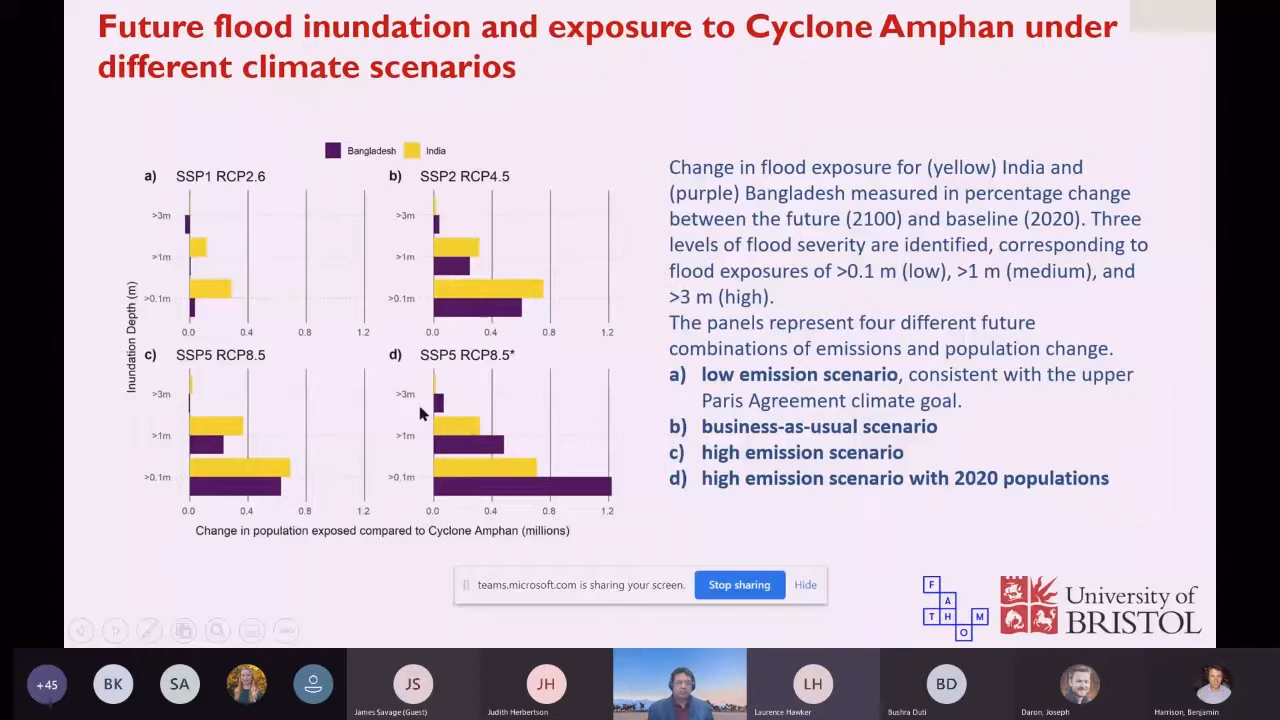 Future flood inundation and exposure to Cyclone Amphan under
different climate scenarios
Bangladesh India
a) SSP1 RCP2.6
>3m
>1m
>0.1m
0.0 0.4 0.8 1.2
b) SSP2 RCP4.5
>3m
>1m
>0.1m
0.0 0.4 0.8 1.2
c) SSP5 RCP8.5
>3m
>1m
>0.1m
0.0 0.4 0.8 1.2
d) SSP5 RCP8.5*
>3m
>1m
>0.1m
0.0 0.4 0.8 1.2
Inundation Depth (m)
Change in population exposed compared to Cyclone Amphan (millions)
Change in flood exposure for (yellow) India and
(purple) Bangladesh measured in percentage change
between the future (2100) and baseline (2020). Three
levels of flood severity are identified, corresponding to
flood exposures of >0.1 m (low), >1 m (medium), and
>3 m (high).
The panels represent four different future
combinations of emissions and population change.
a) low emission scenario, consistent with the upper
Paris Agreement climate goal.
b) business-as-usual scenario
c) high emission scenario
d) high emission scenario with 2020 populations
teams.microsoft.com is sharing your screen. Stop sharing Hide
F
A
T H M
O
University of
BRISTOL
+45 BK SA JS JH LH BD
James Savage (Guest) Judith Herbertson Laurence Hawker Bushra Duti Daron, Joseph Harrison, Benjamin